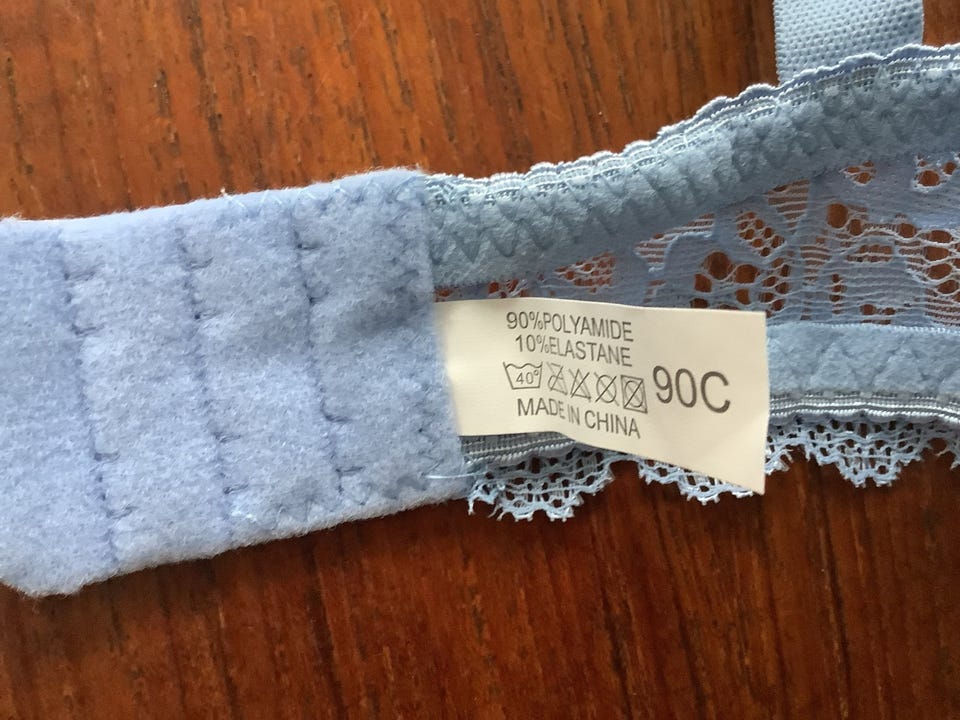 90%POLYAMIDE
10%ELASTANE
40°
90C
MADE IN CHINA